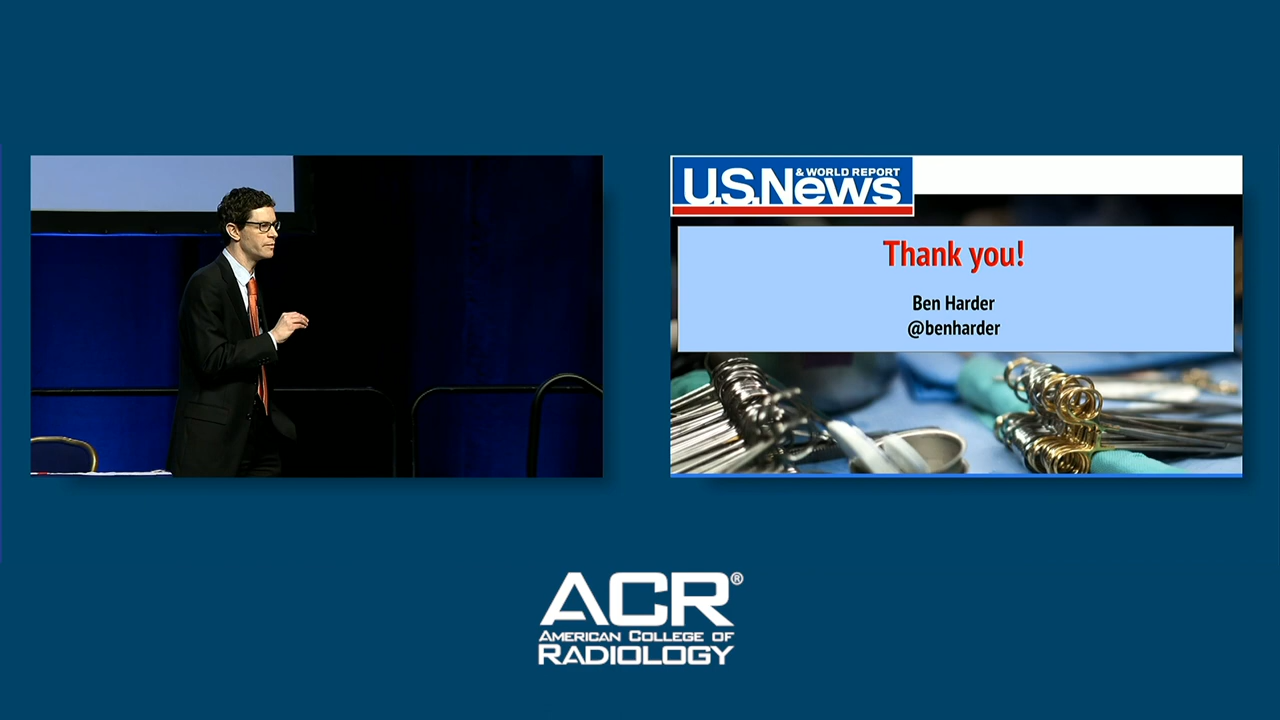 U.S.News
& WORLD REPORT
Thank you!
Ben Harder
@benharder
ACR®
AMERICAN COLLEGE OF
RADIOLOGY